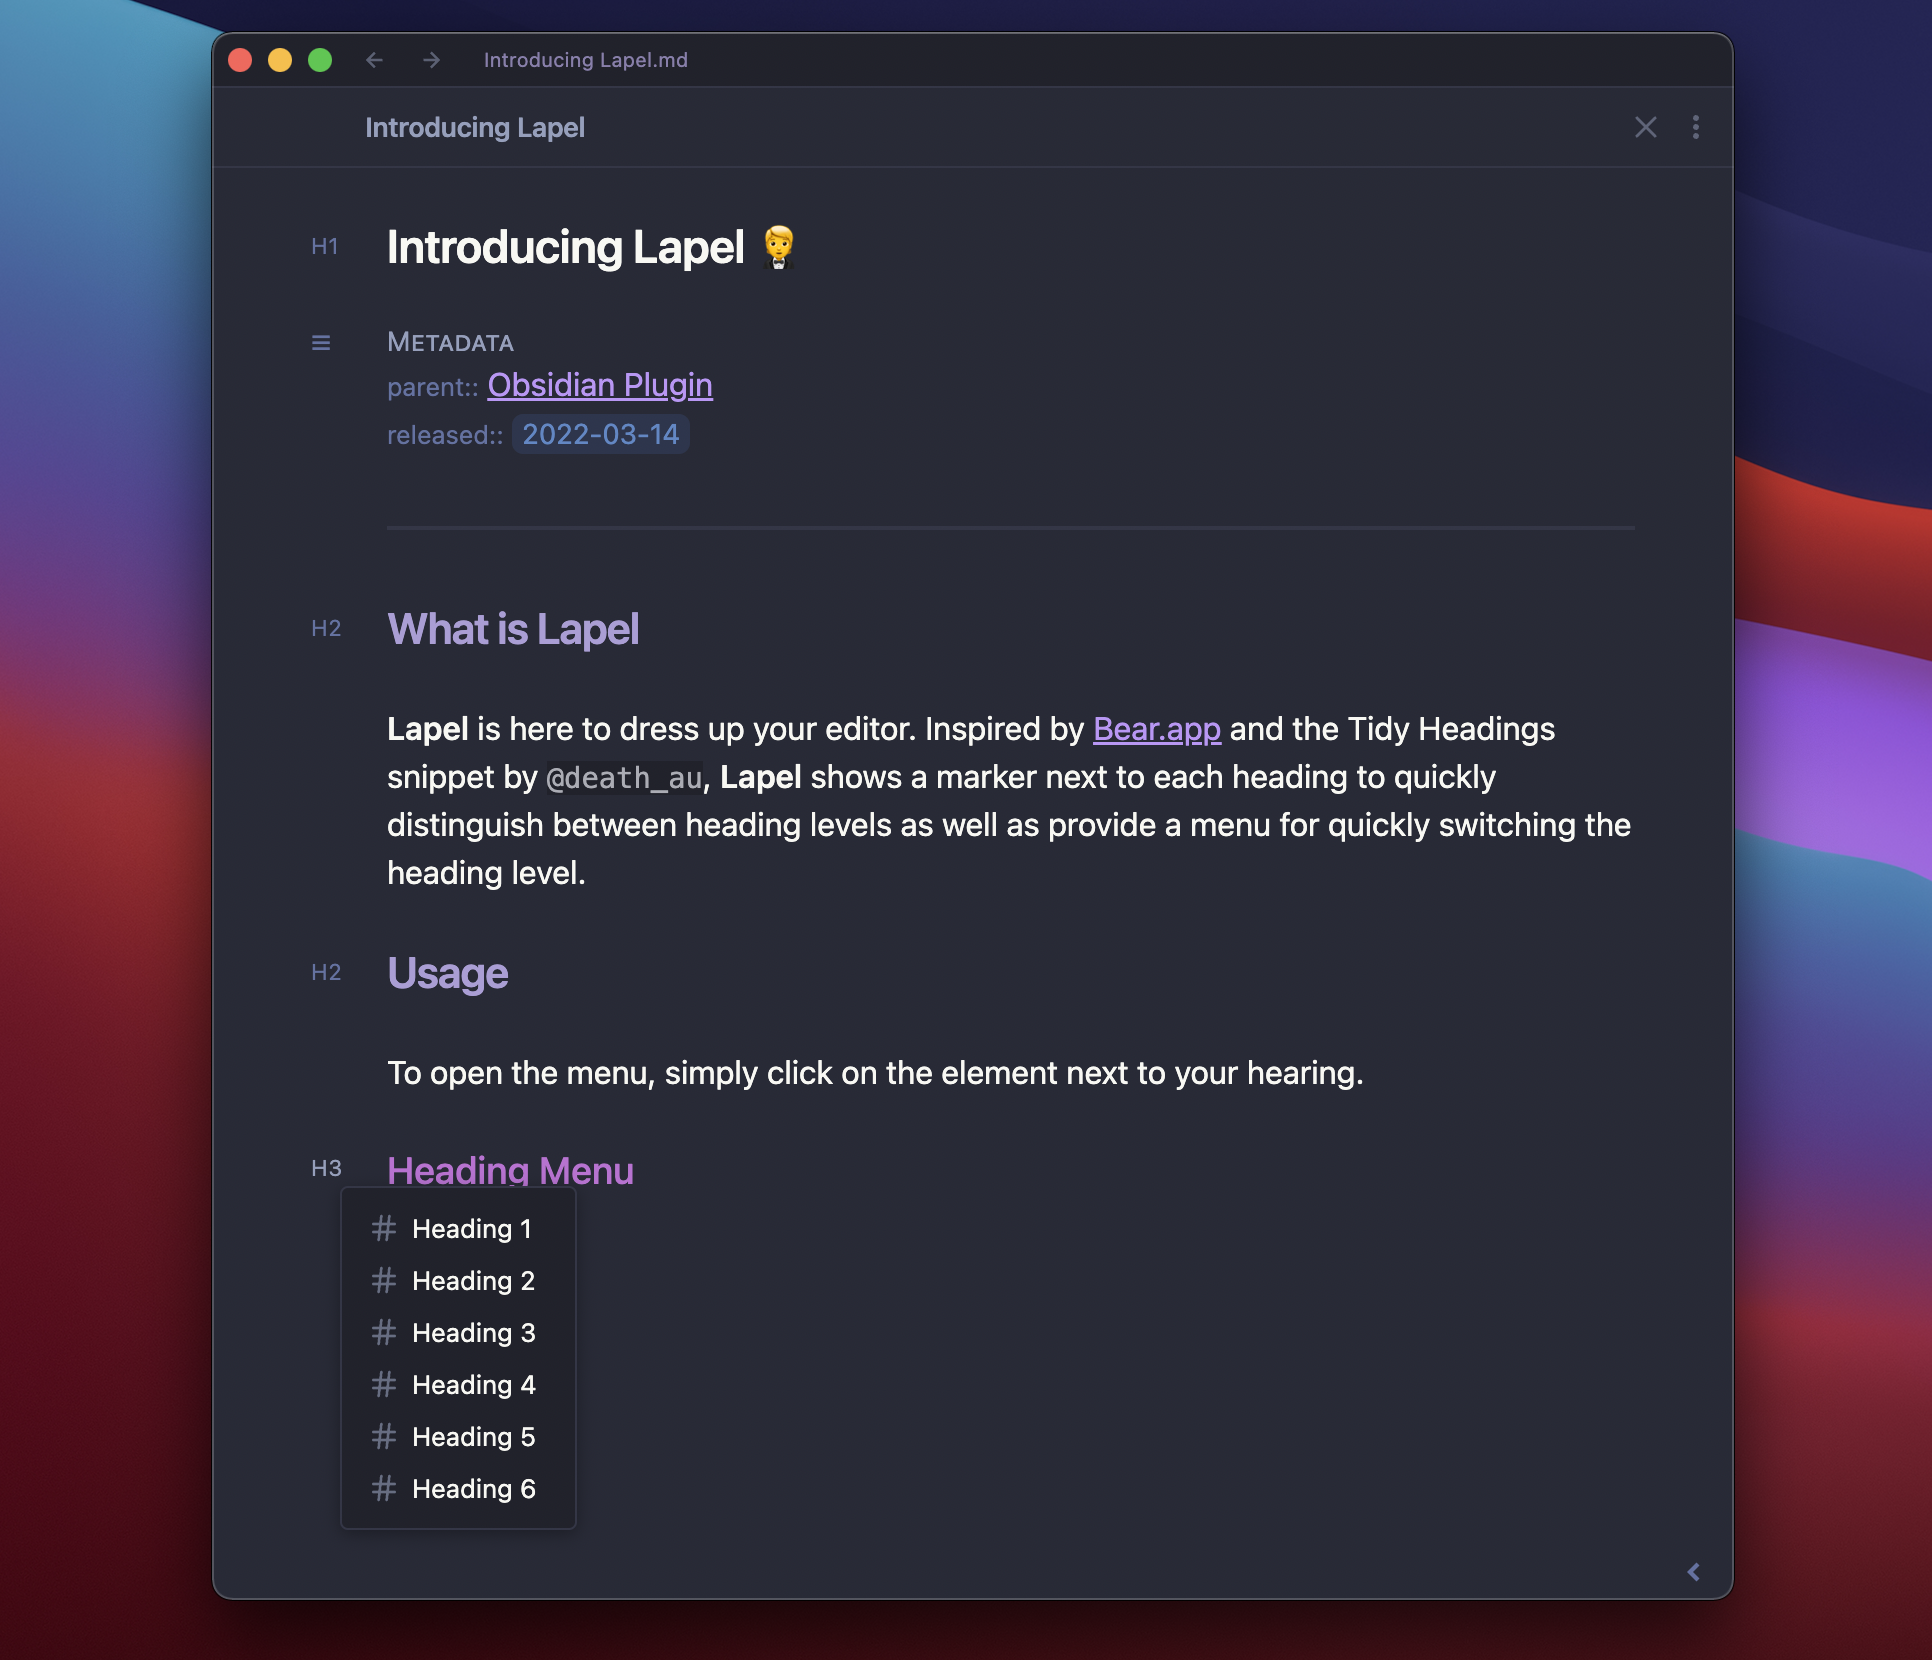 Introducing Lapel.md
Introducing Lapel
H1 Introducing Lapel 🤵
METADATA
parent:: Obsidian Plugin
released:: 2022-03-14
H2 What is Lapel
Lapel is here to dress up your editor. Inspired by Bear.app and the Tidy Headings
snippet by @death_au, Lapel shows a marker next to each heading to quickly
distinguish between heading levels as well as provide a menu for quickly switching the
heading level.
H2 Usage
To open the menu, simply click on the element next to your hearing.
H3 Heading Menu
# Heading 1
# Heading 2
# Heading 3
# Heading 4
# Heading 5
# Heading 6